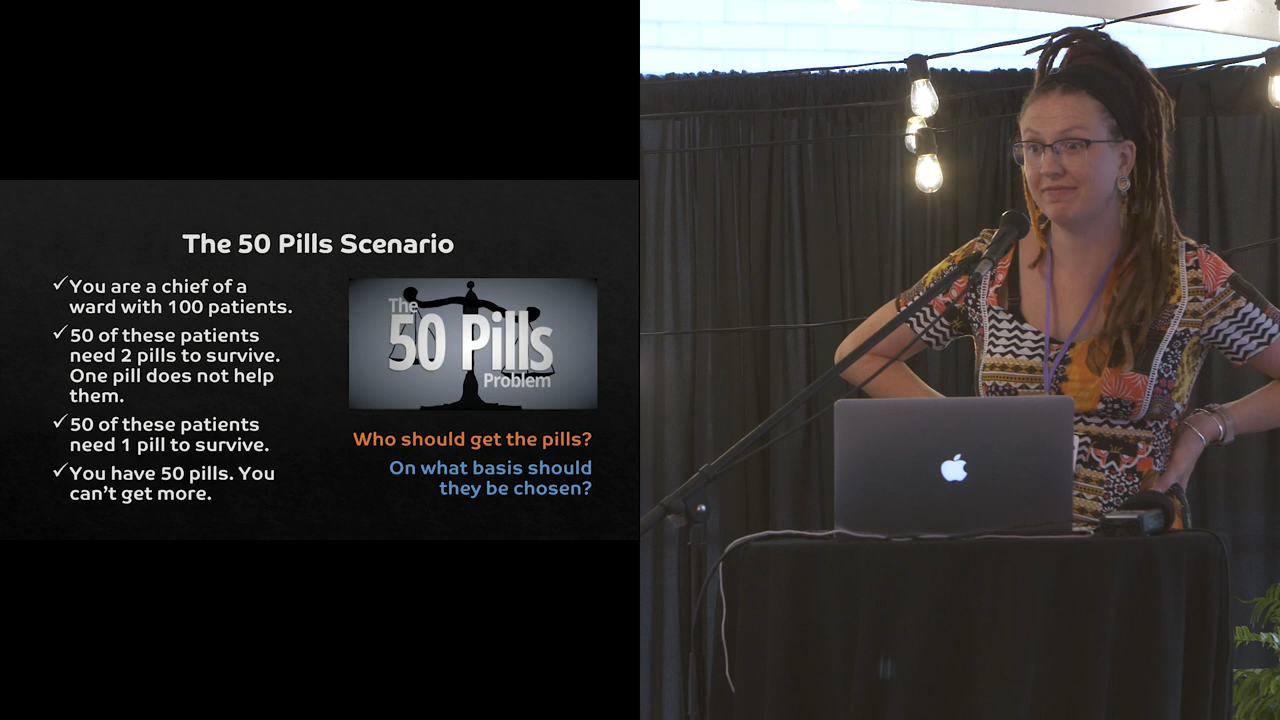 The 50 Pills Scenario
✓You are a chief of a
ward with 100 patients.
✓50 of these patients
need 2 pills to survive.
One pill does not help
them.
✓50 of these patients
need 1 pill to survive.
✓You have 50 pills. You
can't get more.
The
50 Pills
Problem
Who should get the pills?
On what basis should
they be chosen?